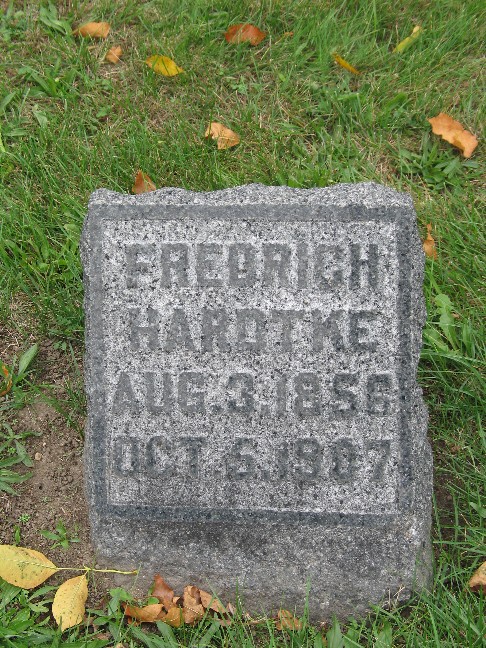 FREDRICH
HARDTKE
AUG. 3. 1856
OCT. 6. 1907